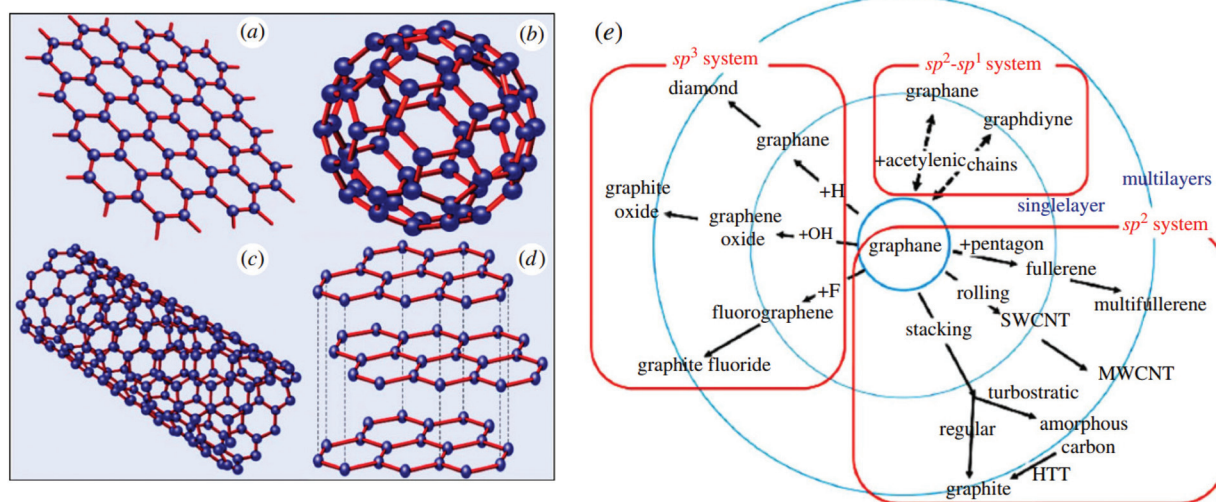 (a)
(b)
(c)
(d)
(e)
sp3 system
diamond
graphane
+H
graphite
oxide
graphene
oxide
+OH
+F
fluorographene
graphite fluoride
sp2-sp1 system
graphane
graphdiyne
+acetylenic chains
multilayers
singlelayer
sp2 system
graphane
+pentagon
fullerene
multifullerene
rolling
SWCNT
MWCNT
stacking
turbostratic
regular
amorphous
carbon
HTT
graphite